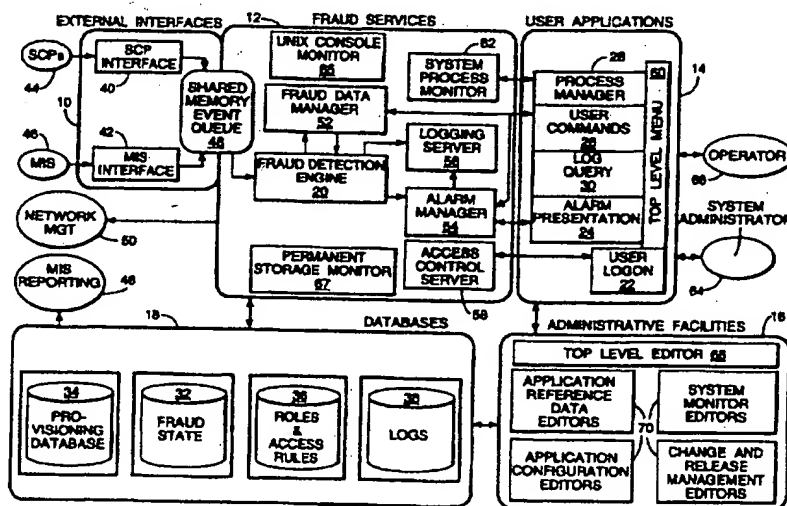 EXTERNAL INTERFACES
SCPs
44
SCP
INTERFACE
40
10
46
MIS
42
MIS
INTERFACE
SHARED
MEMORY
EVENT
QUEUE
48
NETWORK
MGT
50
MIS
REPORTING
46
12
FRAUD SERVICES
UNIX CONSOLE
MONITOR
65
FRAUD DATA
MANAGER
52
FRAUD DETECTION
ENGINE
20
62
SYSTEM
PROCESS
MONITOR
LOGGING
SERVER
56
ALARM
MANAGER
54
PERMANENT
STORAGE MONITOR
67
ACCESS
CONTROL
SERVER
58
USER APPLICATIONS
28
PROCESS
MANAGER
USER
COMMANDS
26
LOG
QUERY
30
ALARM
PRESENTATION
24
USER
LOGON
22
TOP LEVEL MENU
60
14
OPERATOR
66
SYSTEM
ADMINISTRATOR
64
18
DATABASES
34
PRO-
VISIONING
DATABASE
32
FRAUD
STATE
36
ROLES
&
ACCESS
RULES
LOGS
ADMINISTRATIVE FACILITIES
16
TOP LEVEL EDITOR
APPLICATION
REFERENCE
DATA
EDITORS
SYSTEM
MONITOR
EDITORS
70
APPLICATION
CONFIGURATION
EDITORS
CHANGE AND
RELEASE
MANAGEMENT
EDITORS